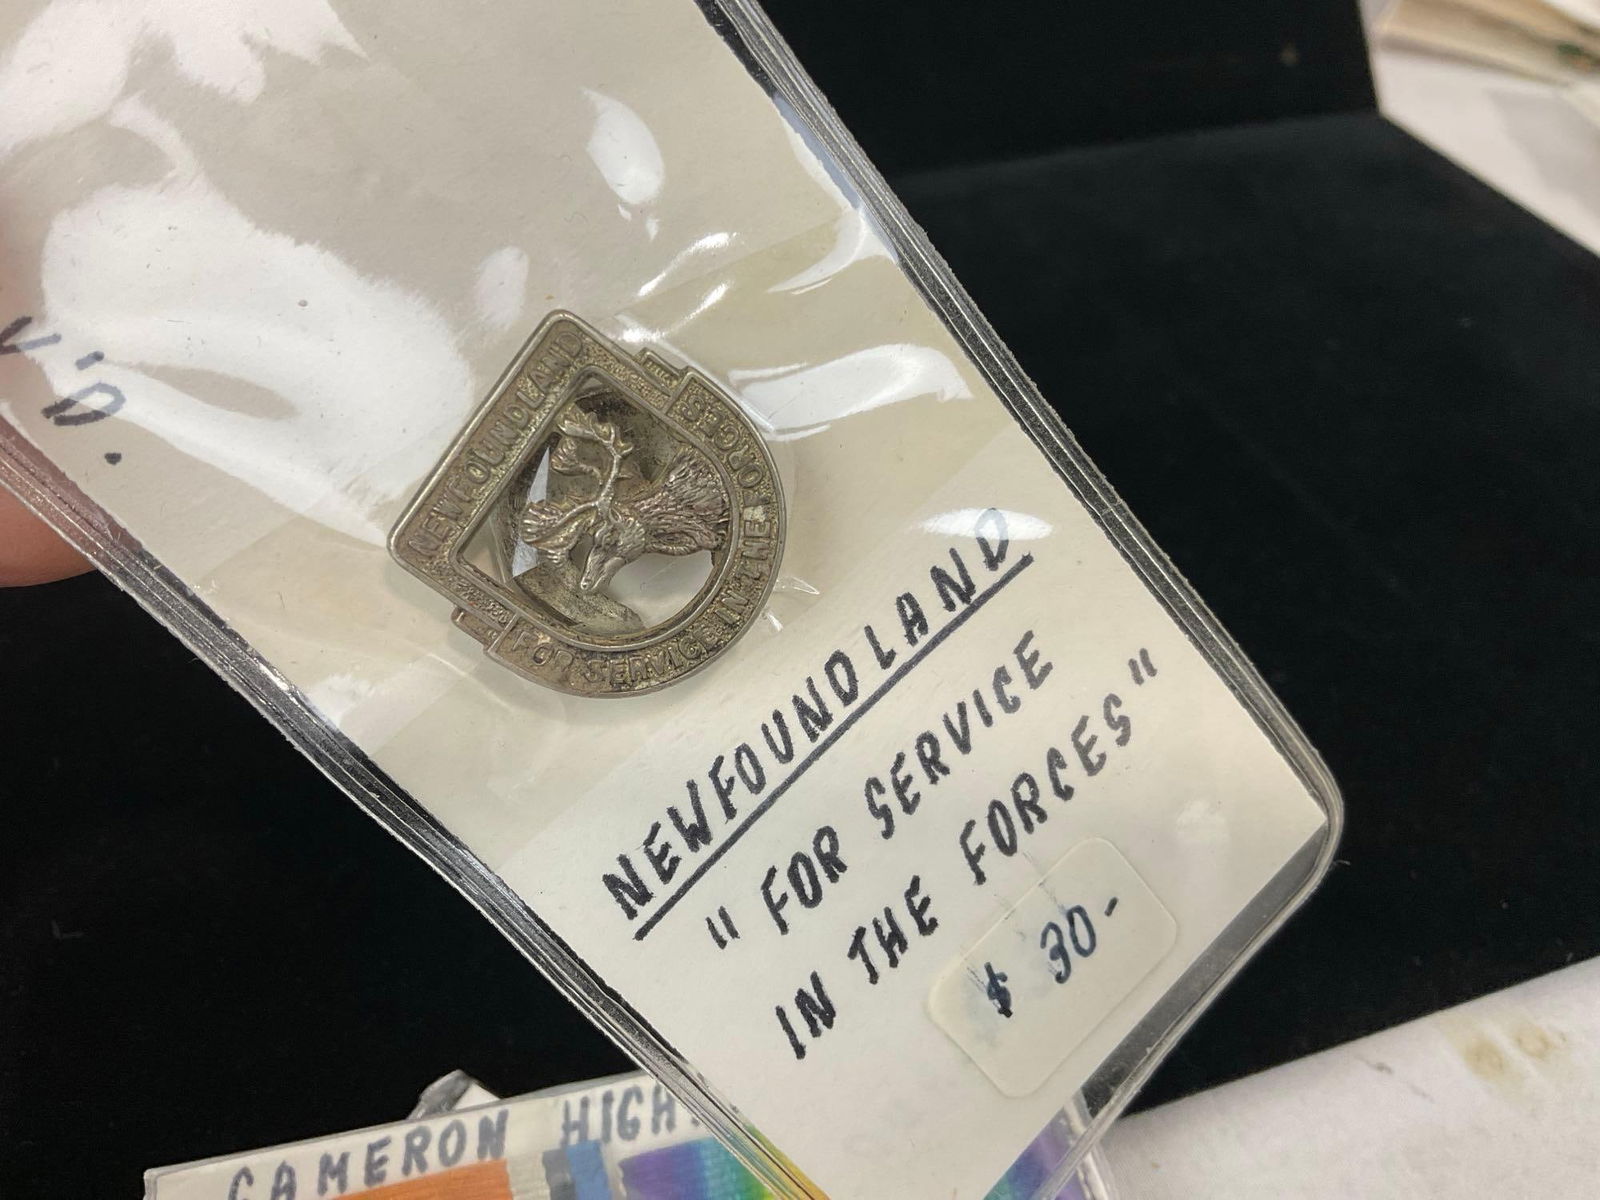 V'D.
NEWFOUNDLAND
FOR SERVICE IN THE FORCES
NEWFOUNDLAND
"FOR SERVICE
IN THE FORCES"
$ 30-
CAMERON HIGH